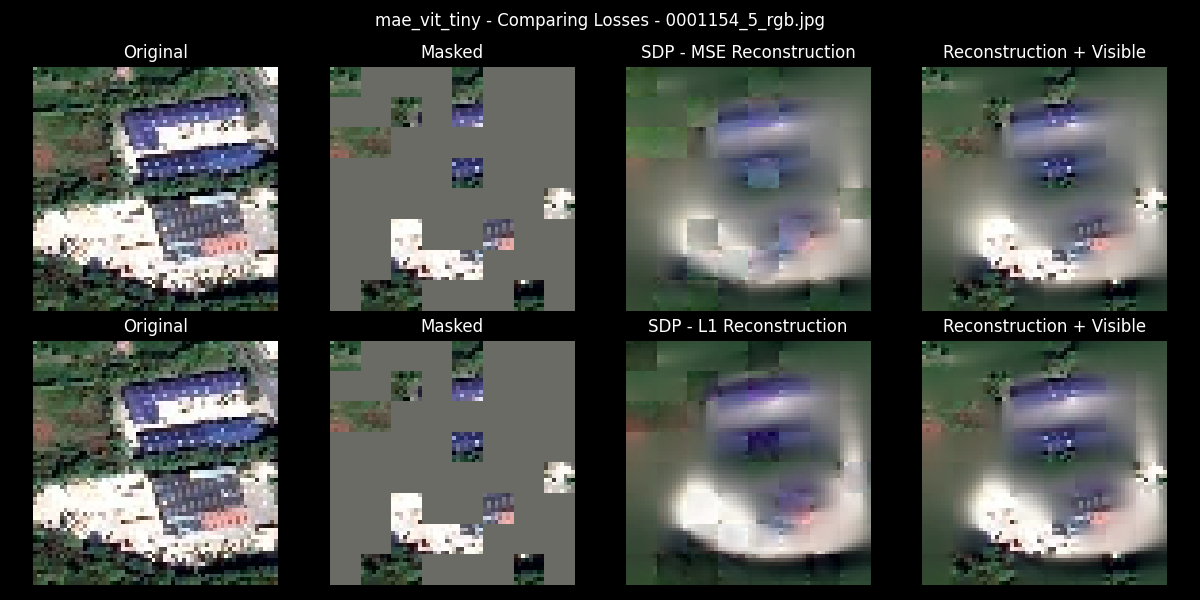 mae_vit_tiny - Comparing Losses - 0001154_5_rgb.jpg
Original
Masked
SDP - MSE Reconstruction
Reconstruction + Visible
Original
Masked
SDP - L1 Reconstruction
Reconstruction + Visible